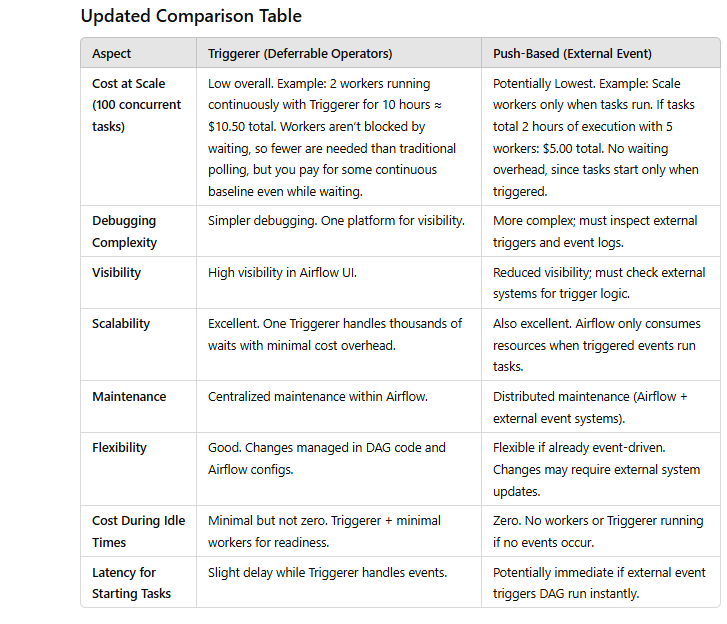 Updated Comparison Table
Aspect
Triggerer (Deferrable Operators)
Push-Based (External Event)
Cost at Scale
(100 concurrent
tasks)
Low overall. Example: 2 workers running
continuously with Triggerer for 10 hours ≈
$10.50 total. Workers aren't blocked by
waiting, so fewer are needed than traditional
polling, but you pay for some continuous
baseline even while waiting.
Potentially Lowest. Example: Scale
workers only when tasks run. If tasks
total 2 hours of execution with 5
workers: $5.00 total. No waiting
overhead, since tasks start only when
triggered.
Debugging
Complexity
Simpler debugging. One platform for visibility.
More complex; must inspect external
triggers and event logs.
Visibility
High visibility in Airflow UI.
Reduced visibility; must check external
systems for trigger logic.
Scalability
Excellent. One Triggerer handles thousands of
waits with minimal cost overhead.
Also excellent. Airflow only consumes
resources when triggered events run
tasks.
Maintenance
Centralized maintenance within Airflow.
Distributed maintenance (Airflow +
external event systems).
Flexibility
Good. Changes managed in DAG code and
Airflow configs.
Flexible if already event-driven.
Changes may require external system
updates.
Cost During Idle
Times
Minimal but not zero. Triggerer + minimal
workers for readiness.
Zero. No workers or Triggerer running
if no events occur.
Latency for
Starting Tasks
Slight delay while Triggerer handles events.
Potentially immediate if external event
triggers DAG run instantly.